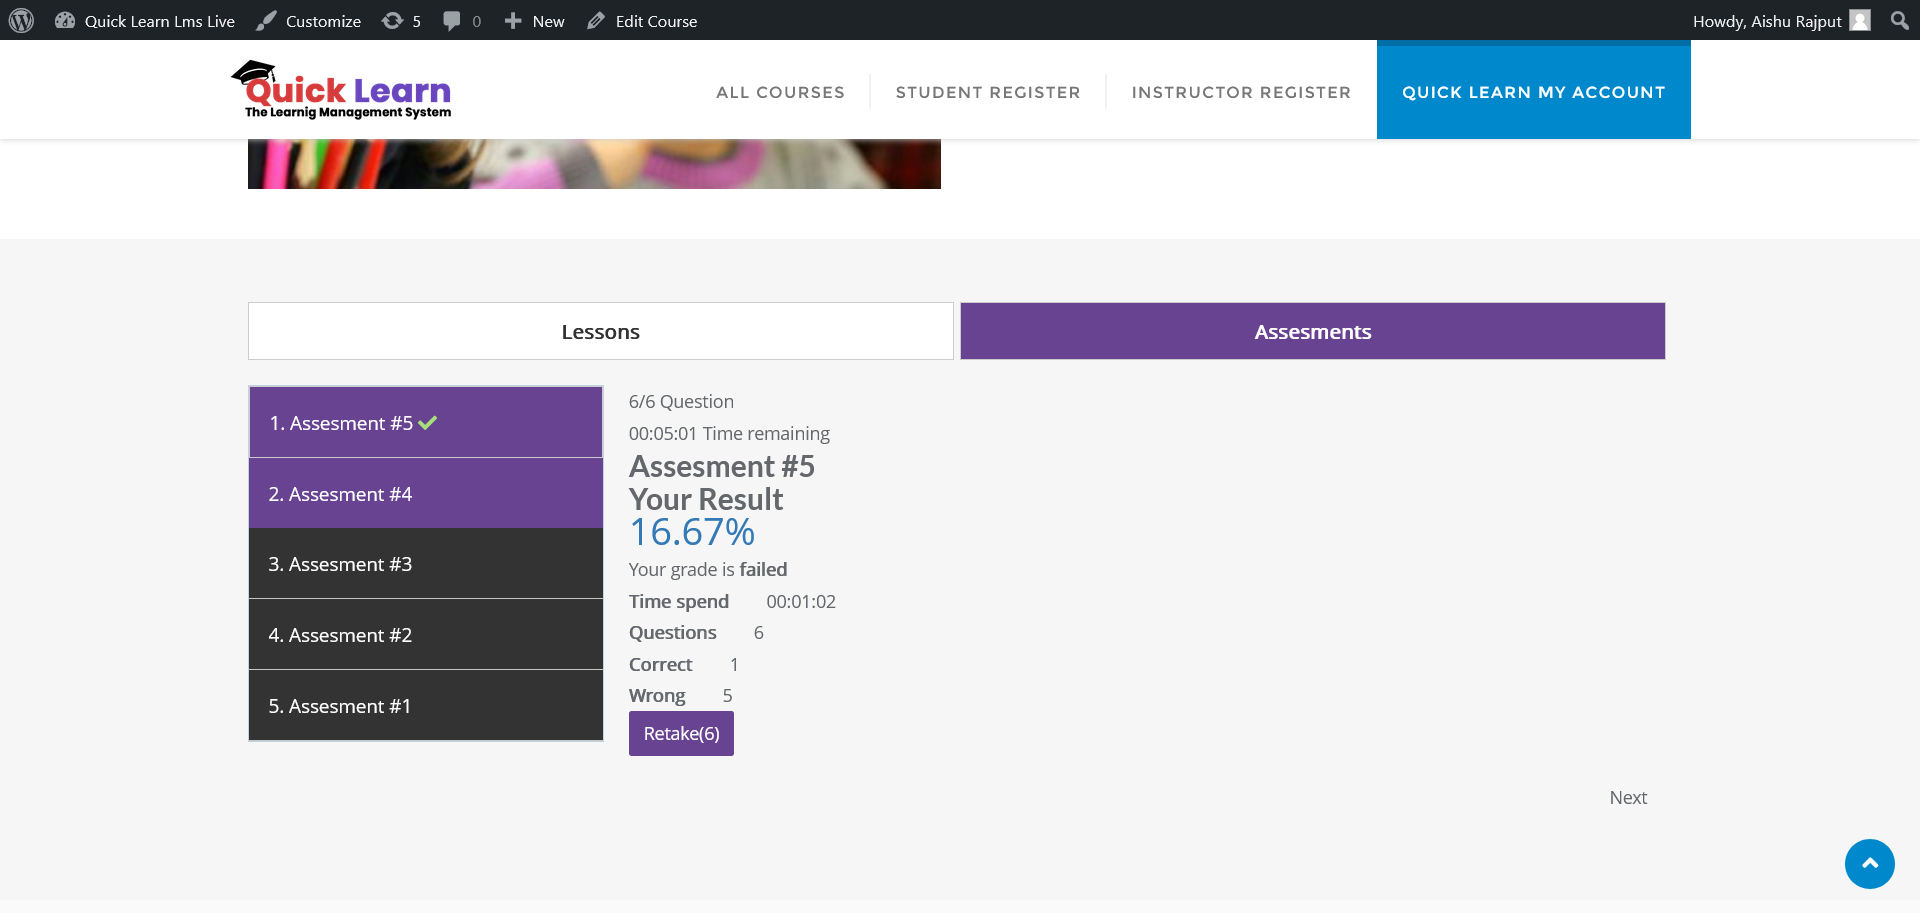 Quick Learn Lms Live Customize 5 0 New Edit Course Howdy, Aishu Rajput
Quick Learn
The Learnig Management System
ALL COURSES STUDENT REGISTER INSTRUCTOR REGISTER QUICK LEARN MY ACCOUNT
Lessons Assesments
1. Assesment #5
2. Assesment #4
3. Assesment #3
4. Assesment #2
5. Assesment #1
6/6 Question
00:05:01 Time remaining
Assesment #5
Your Result
16.67%
Your grade is failed
Time spend 00:01:02
Questions 6
Correct 1
Wrong 5
Retake(6)
Next